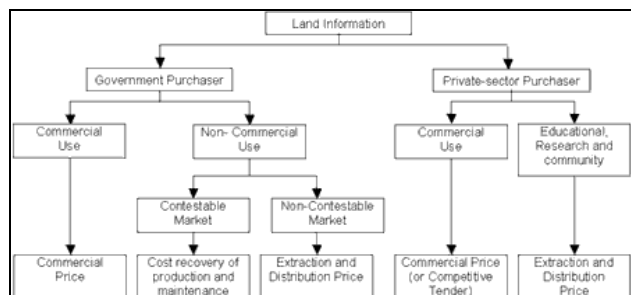 Land Information
Government Purchaser
Private-sector Purchaser
Commercial
Use
Non- Commercial
Use
Commercial
Use
Educational,
Research and
community
Contestable
Market
Non-Contestable
Market
Commercial
Price
Cost recovery of
production and
maintenance
Extraction and
Distribution Price
Commercial Price
(or Competitive
Tender)
Extraction and
Distribution
Price